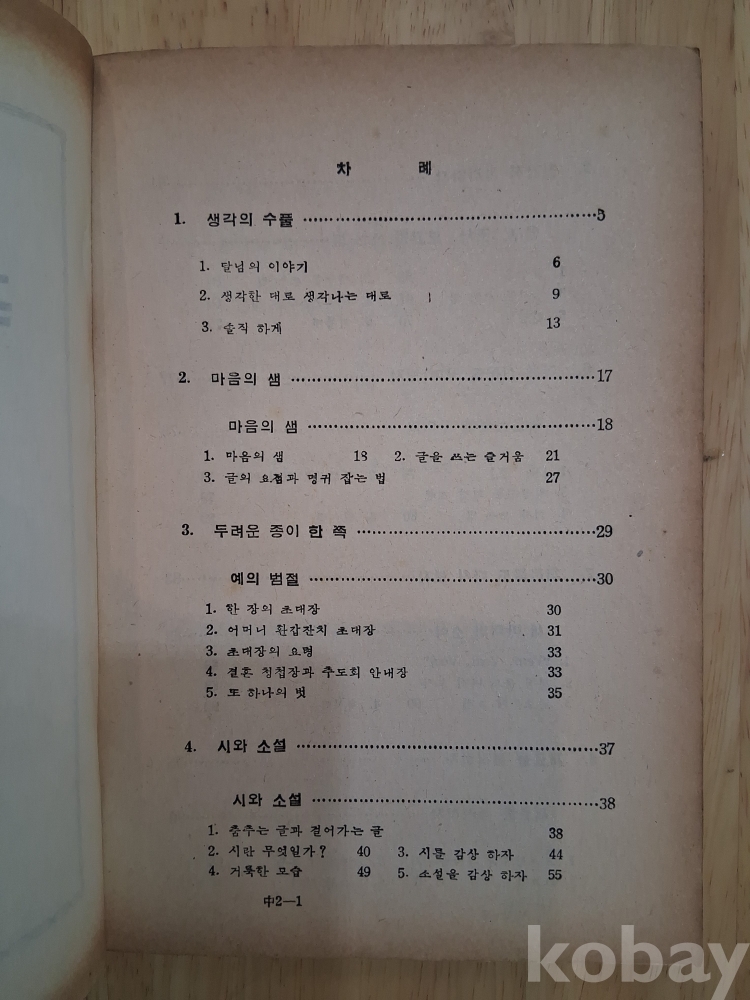 차 례
1. 생각의 수풀 ……………………………………5
1. 달님의 이야기 6
2. 생각한 대로 생각나는 대로 9
3. 솔직 하게 13
2. 마음의 샘 ……………………………………17
마음의 샘 ……………………………………18
1. 마음의 샘 18 2. 글을 쓰는 즐거움 21
3. 글의 요점과 명귀 잡는 법 27
3. 두려운 종이 한 쪽 ……………………………29
예의 범절 ……………………………………30
1. 한 장의 초대장 30
2. 어머니 환갑잔치 초대장 31
3. 초대장의 요령 33
4. 결혼 청첩장과 추도회 안내장 33
5. 또 하나의 벗 35
4. 시와 소설 ……………………………………37
시와 소설 ……………………………………38
1. 춤추는 글과 걸어가는 글 38
2. 시란 무엇일가? 40 3. 시를 감상 하자 44
4. 거룩한 모습 49 5. 소설을 감상 하자 55
中2—1
kobay